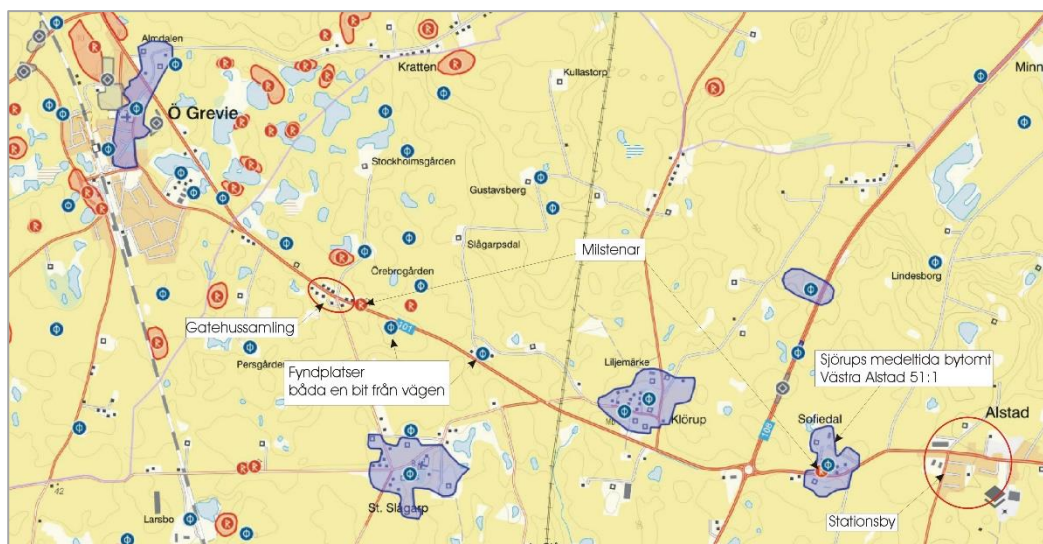 Almdalen
Minn
Kratten
Kullastorp
Ö Grevie
Stockholmsgården
Gustavsberg
Slågarpsdal
Milstenar
Örebrogården
Lindesborg
Gatehussamling
101
Persgården
Fyndplatser
båda en bit från vägen
Liljemärke
Sjörups medeltida bytomt
Västra Alstad 51:1
Klörup
Sofiedal
Alstad
108
42
St. Slågarp
Larsbo
Stationsby